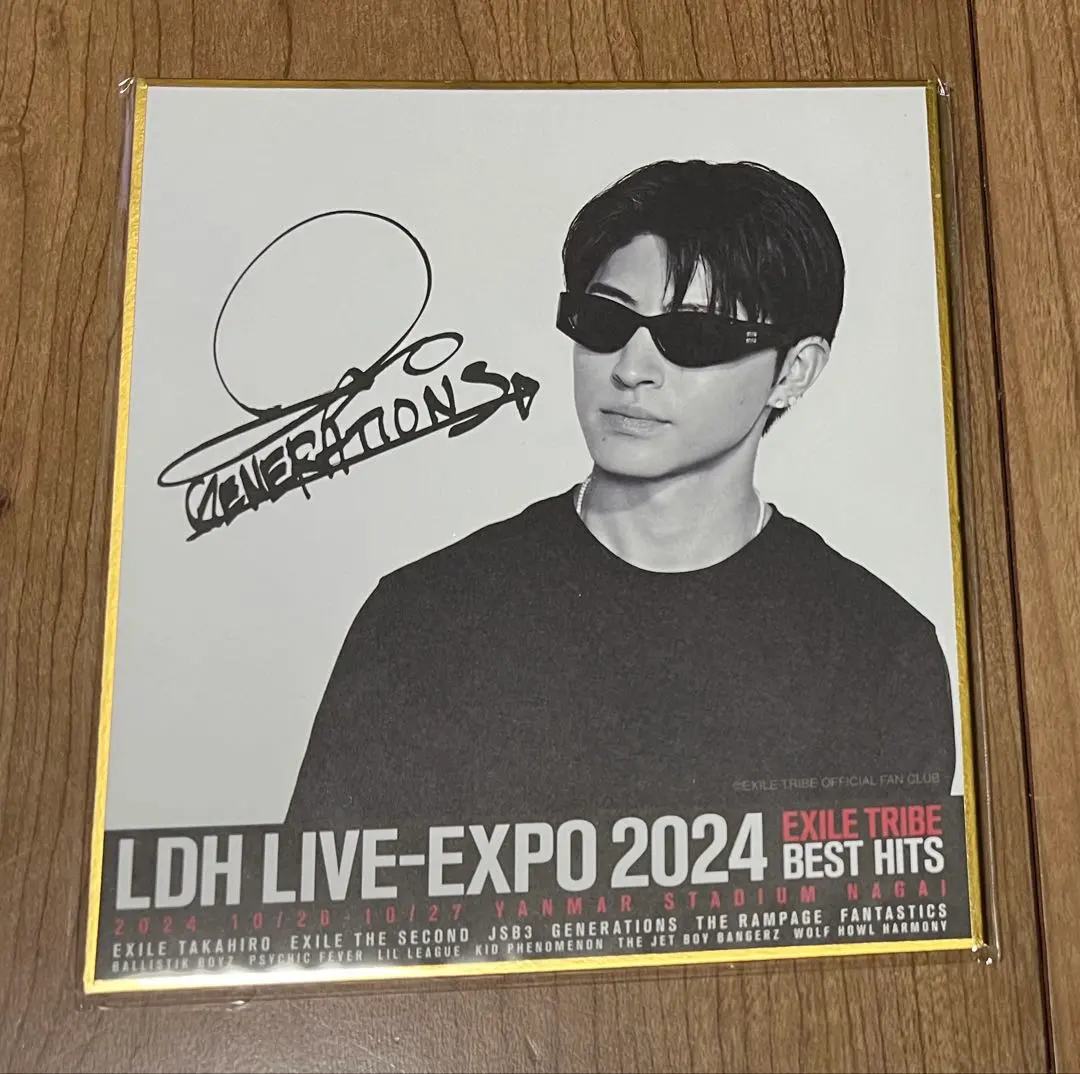 GENERATIONS
©EXILE TRIBE OFFICIAL FAN CLUB
LDH LIVE-EXPO 2024
EXILE TRIBE
BEST HITS
2024 10/26-10/27 YANMAR STADIUM NAGAI
EXILE TAKAHIRO EXILE THE SECOND JSB3 GENERATIONS THE RAMPAGE FANTASTICS
BALLISTIK BOYZ PSYCHIC FEVER LIL LEAGUE KID PHENOMENON THE JET BOY BANGERZ WOLF HOWL HARMONY